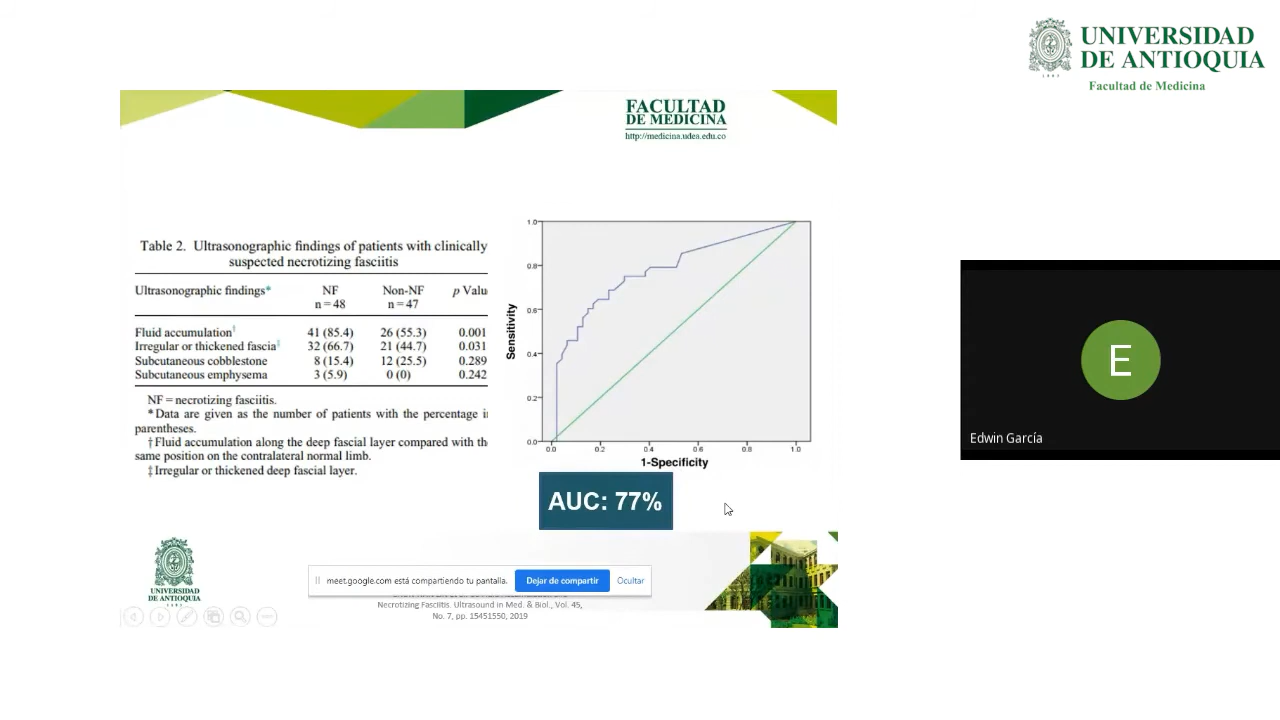 UNIVERSIDAD
DE ANTIOQUIA
1803
Facultad de Medicina
FACULTAD
DE MEDICINA
http://medicina.udea.edu.co
Table 2. Ultrasonographic findings of patients with clinically
suspected necrotizing fasciitis
Ultrasonographic findings* NF Non-NF p Valu
n = 48 n = 47
Fluid accumulation† 41 (85.4) 26 (55.3) 0.001
Irregular or thickened fascia‡ 32 (66.7) 21 (44.7) 0.031
Subcutaneous cobblestone 8 (15.4) 12 (25.5) 0.289
Subcutaneous emphysema 3 (5.9) 0 (0) 0.242
NF = necrotizing fasciitis.
* Data are given as the number of patients with the percentage i
parentheses.
† Fluid accumulation along the deep fascial layer compared with th
same position on the contralateral normal limb.
‡ Irregular or thickened deep fascial layer.
Sensitivity
1.0
0.8
0.6
0.4
0.2
0.0
0.0 0.2 0.4 0.6 0.8 1.0
1-Specificity
AUC: 77%
E
Edwin García
UNIVERSIDAD
DE ANTIOQUIA
1803
meet.google.com está compartiendo tu pantalla.
Dejar de compartir
Ocultar
Necrotizing Fasciitis. Ultrasound in Med. & Biol., Vol. 45,
No. 7, pp. 15451550, 2019